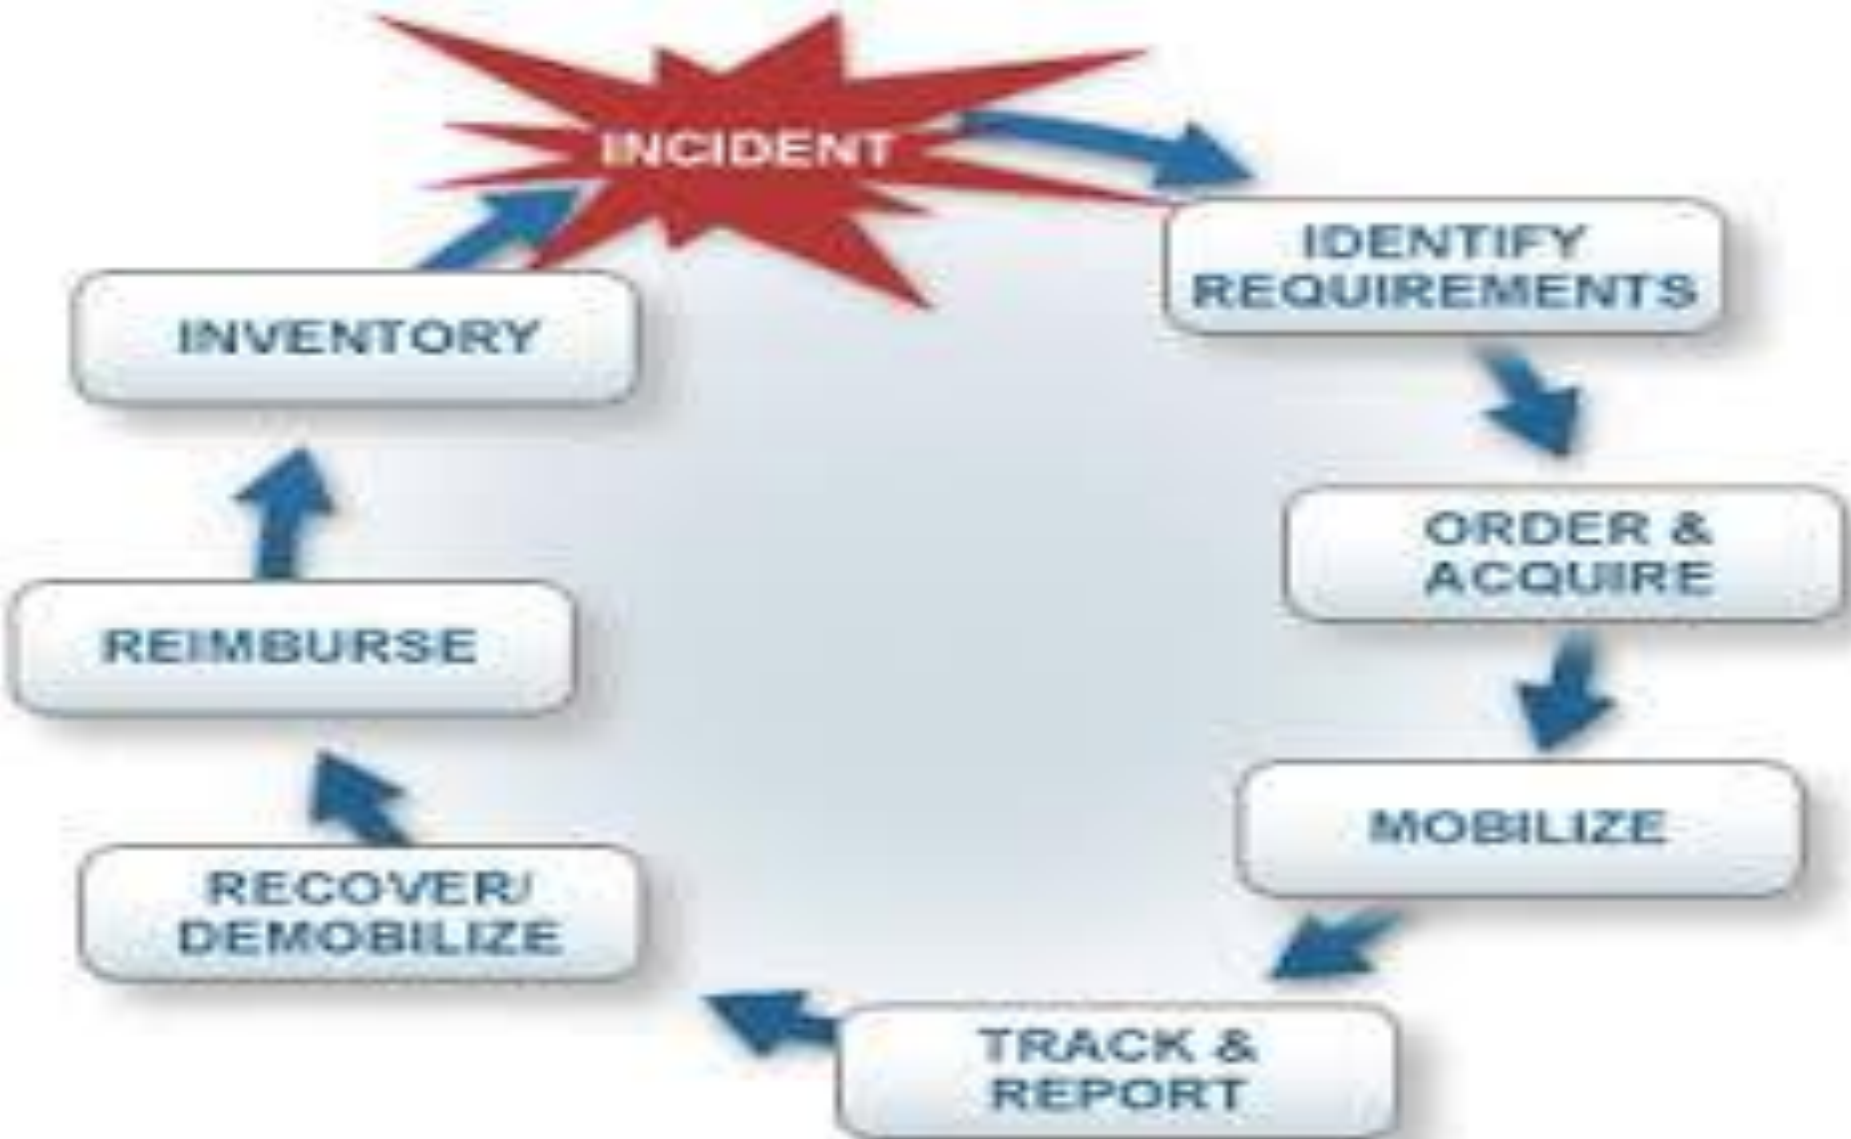 INCIDENT
IDENTIFY
REQUIREMENTS
ORDER &
ACQUIRE
MOBILIZE
TRACK &
REPORT
RECOVER/
DEMOBILIZE
REIMBURSE
INVENTORY